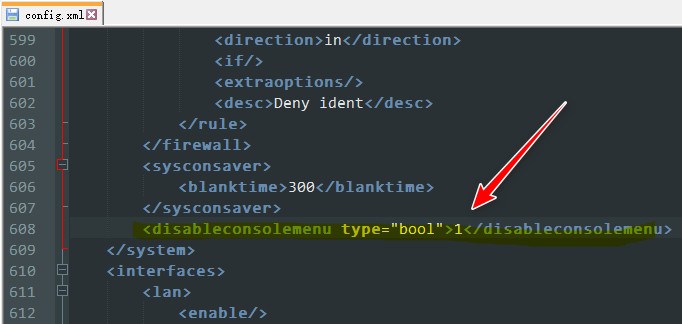 config.xml
599 <direction>in</direction>
600 <if/>
601 <extraoptions/>
602 <desc>Deny ident</desc>
603 </rule>
604 </firewall>
605 <sysconsaver>
606 <blanktime>300</blanktime>
607 </sysconsaver>
608 <disableconsolemenu type="bool">1</disableconsolemenu>
609 </system>
610 <interfaces>
611 <lan>
612 <enable/>